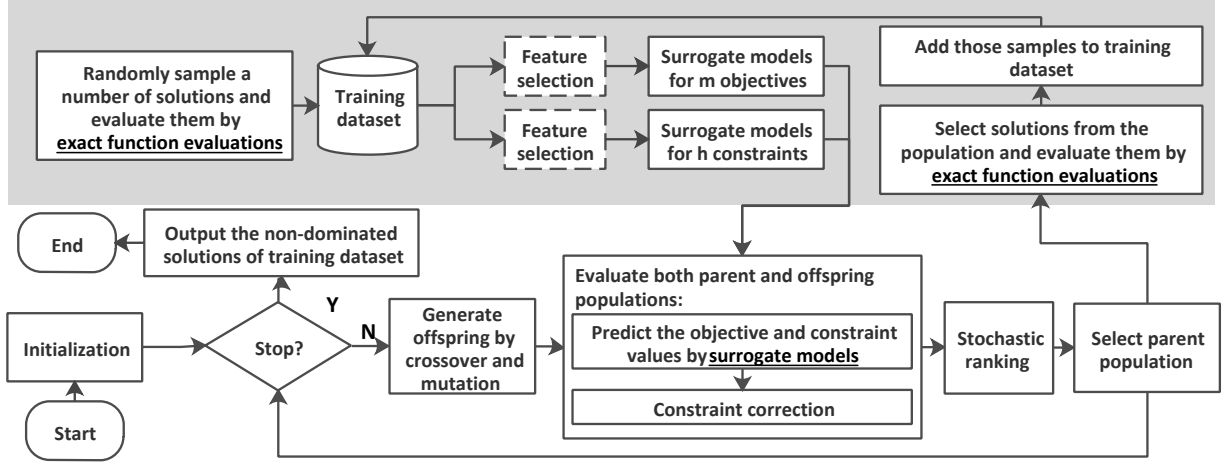 Randomly sample a
number of solutions and
evaluate them by
exact function evaluations
Training
dataset
Feature
selection
Surrogate models
for m objectives
Feature
selection
Surrogate models
for h constraints
Add those samples to training
dataset
Select solutions from the
population and evaluate them by
exact function evaluations
End
Output the non-dominated
solutions of training dataset
Initialization
Start
Stop?
Y
N
Generate
offspring by
crossover and
mutation
Evaluate both parent and offspring
populations:
Predict the objective and constraint
values by surrogate models
Constraint correction
Stochastic
ranking
Select parent
population